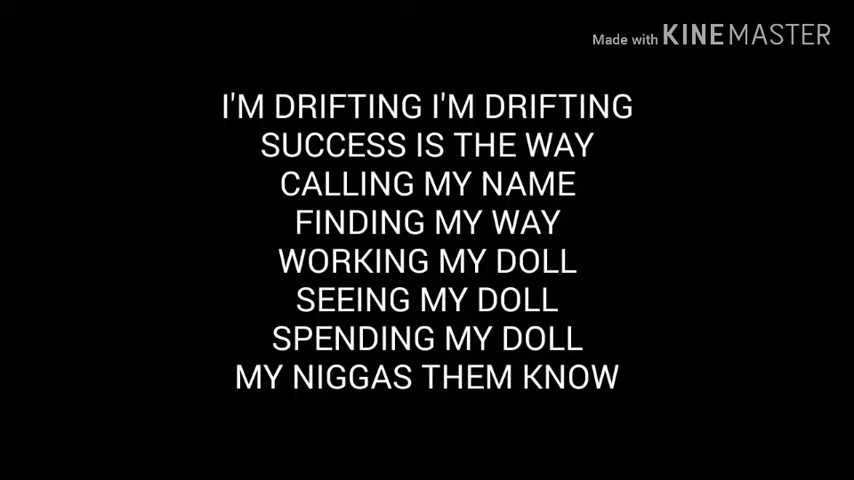 Made with KINEMASTER
I'M DRIFTING I'M DRIFTING
SUCCESS IS THE WAY
CALLING MY NAME
FINDING MY WAY
WORKING MY DOLL
SEEING MY DOLL
SPENDING MY DOLL
MY NIGGAS THEM KNOW